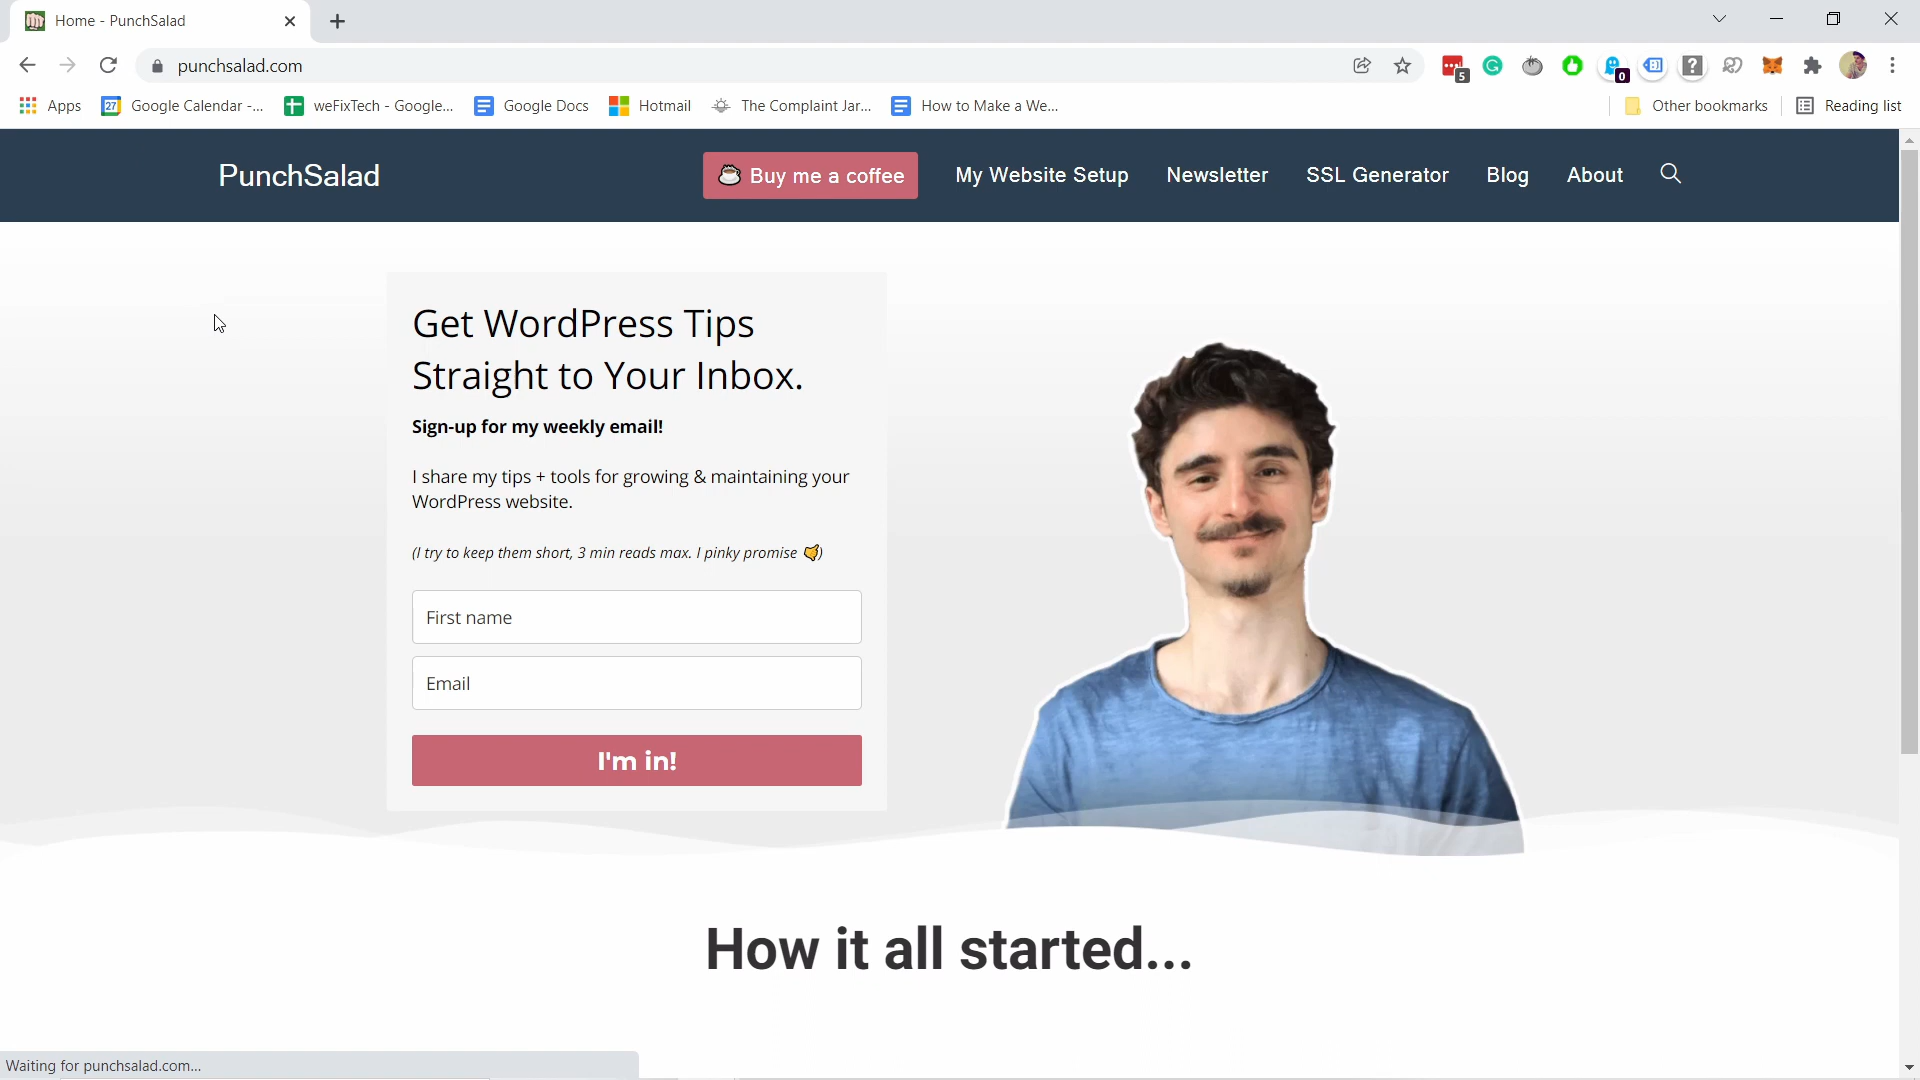 Home - PunchSalad
punchsalad.com
5
0
Apps
27
Google Calendar -...
weFixTech - Google...
Google Docs
Hotmail
The Complaint Jar...
How to Make a We...
Other bookmarks
Reading list
PunchSalad
Buy me a coffee
My Website Setup
Newsletter
SSL Generator
Blog
About
Get WordPress Tips
Straight to Your Inbox.
Sign-up for my weekly email!
I share my tips + tools for growing & maintaining your
WordPress website.
(I try to keep them short, 3 min reads max. I pinky promise 🤙)
First name
Email
I'm in!
How it all started...
Waiting for punchsalad.com...